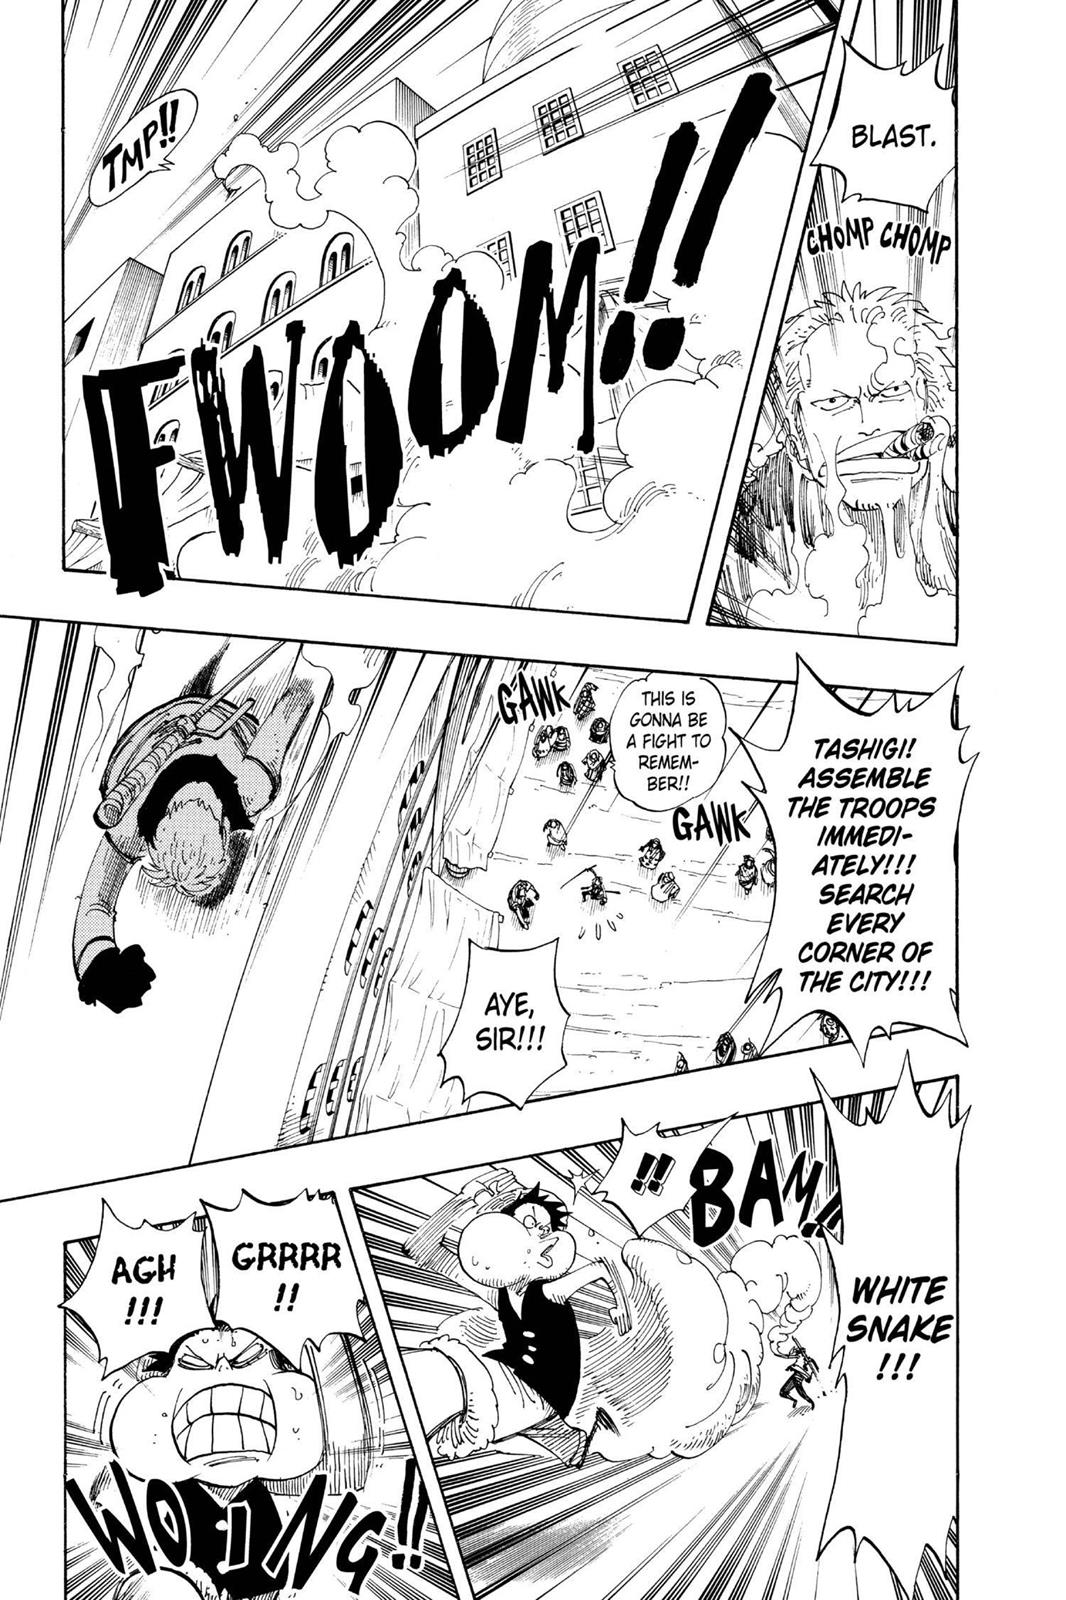 BLAST.
CHOMP CHOMP
TMP!!
FWOOM!!
TASHIGI!
ASSEMBLE
THE TROOPS
IMMEDI-
ATELY!!!
SEARCH
EVERY
CORNER OF
THE CITY!!!
THIS IS
GONNA BE
A FIGHT TO
REMEM-
BER!!
GAWK
GAWK
AYE,
SIR!!!
WHITE
SNAKE
!!!
BAM!!
!!
GRRRR
!!
AGH
!!!
WOING!!